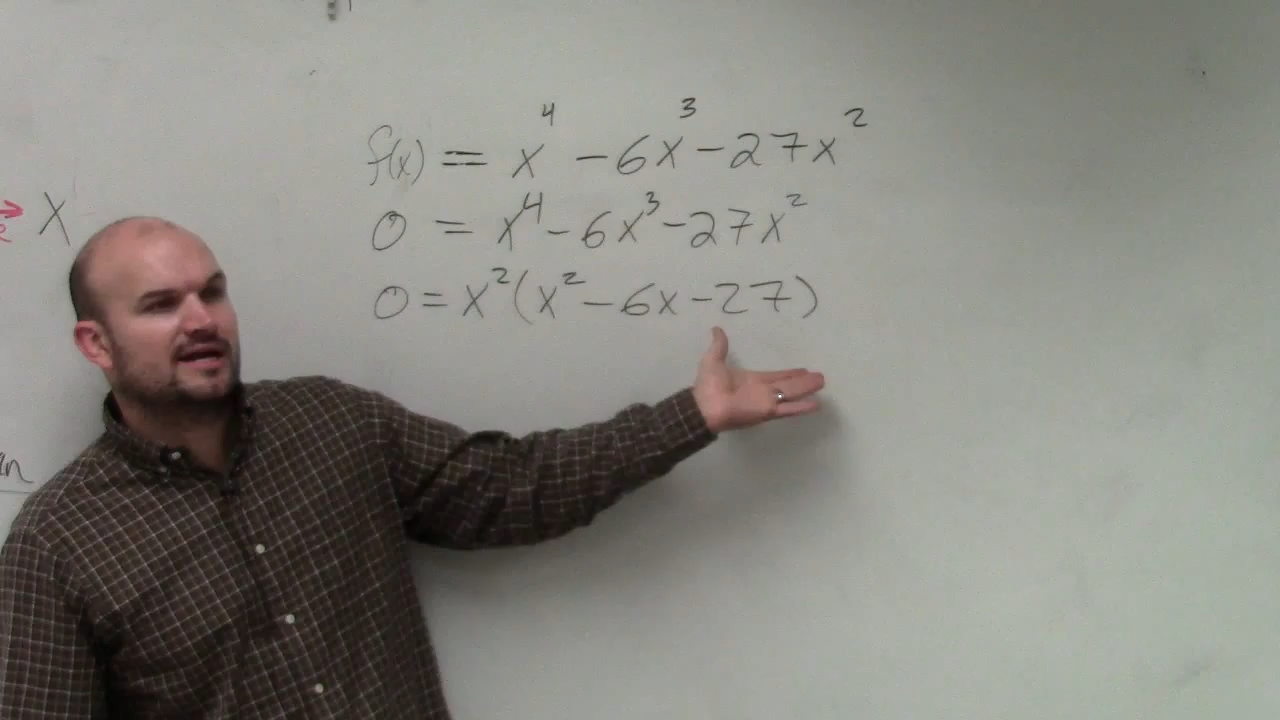 f(x) = x⁴ - 6x³ - 27x²
0 = x⁴ - 6x³ - 27x²
X
0 = x²(x² - 6x - 27)